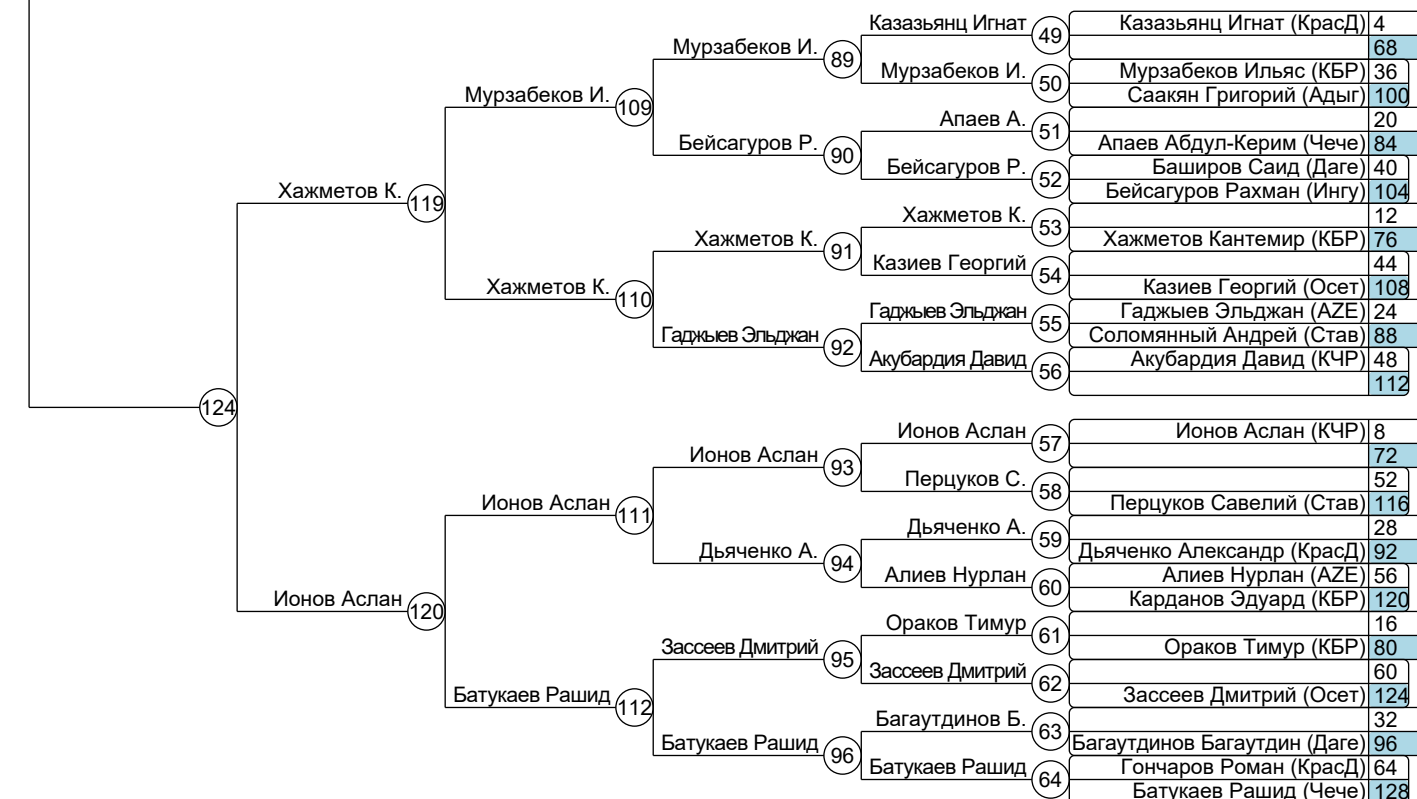 Казазьянц Игнат 49 Казазьянц Игнат (КрасД) 4
68
Мурзабеков И. 89
Мурзабеков И. 50 Мурзабеков Ильяс (КБР) 36
Саакян Григорий (Адыг) 100
Мурзабеков И. 109
Апаев А. 51 20
Апаев Абдул-Керим (Чече) 84
Бейсагуров Р. 90
Бейсагуров Р. 52 Баширов Саид (Даге) 40
Бейсагуров Рахман (Ингу) 104
Хажметов К. 119
Хажметов К. 53 12
Хажметов Кантемир (КБР) 76
Хажметов К. 91
Казиев Георгий 54 44
Казиев Георгий (Осет) 108
Хажметов К. 110
Гаджыев Эльджан 55 Гаджыев Эльджан (AZE) 24
Соломянный Андрей (Став) 88
Гаджыев Эльджан 92
Акубардия Давид 56 Акубардия Давид (КЧР) 48
112
124
Ионов Аслан 57 Ионов Аслан (КЧР) 8
72
Ионов Аслан 93
Перцуков С. 58 52
Перцуков Савелий (Став) 116
Ионов Аслан 111
Дьяченко А. 59 28
Дьяченко Александр (КрасД) 92
Дьяченко А. 94
Алиев Нурлан 60 Алиев Нурлан (AZE) 56
Карданов Эдуард (КБР) 120
Ионов Аслан 120
Ораков Тимур 61 16
Ораков Тимур (КБР) 80
Зассеев Дмитрий 95
Зассеев Дмитрий 62 60
Зассеев Дмитрий (Осет) 124
Батукаев Рашид 112
Багаутдинов Б. 63 32
Багаутдинов Багаутдин (Даге) 96
Батукаев Рашид 96
Батукаев Рашид 64 Гончаров Роман (КрасД) 64
Батукаев Рашид (Чече) 128